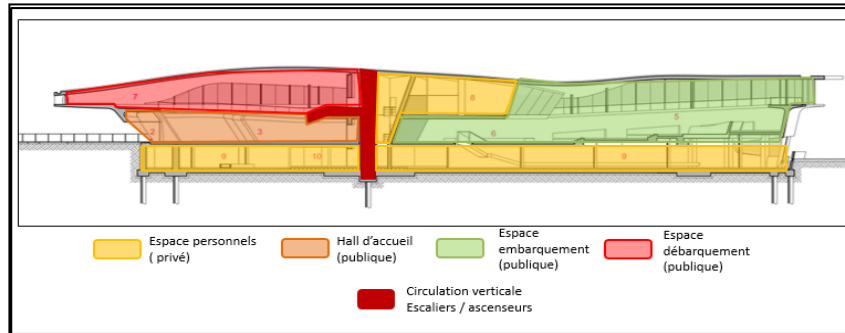 7
8
2
3
5
6
9
10
9
Espace personnels
( privé)
Hall d'accueil
(publique)
Espace
embarquement
(publique)
Espace
débarquement
(publique)
Circulation verticale
Escaliers / ascenseurs